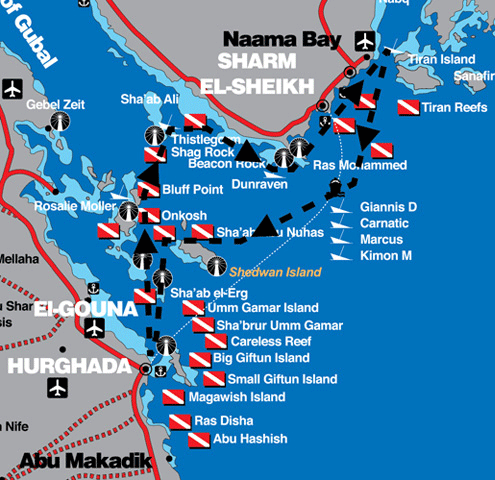 of Gubal
Nabq
Naama Bay
SHARM
EL-SHEIKH
Tiran Island
Sanafir
Tiran Reefs
Gebel Zeit
Sha'ab Ali
Thistlegorm
Shag Rock
Beacon Rock
Ras Mohammed
Dunraven
Bluff Point
Rosalie Moller
Onkosh
Giannis D
Carnatic
Marcus
Kimon M
Sha'ab Abu Nuhas
Mellaha
Shedwan Island
Sha'ab el-Erg
EL-GOUNA
Umm Gamar Island
Sha'brur Umm Gamar
Careless Reef
HURGHADA
Big Giftun Island
Small Giftun Island
Magawish Island
Ras Disha
Abu Hashish
n Nife
Abu Makadik